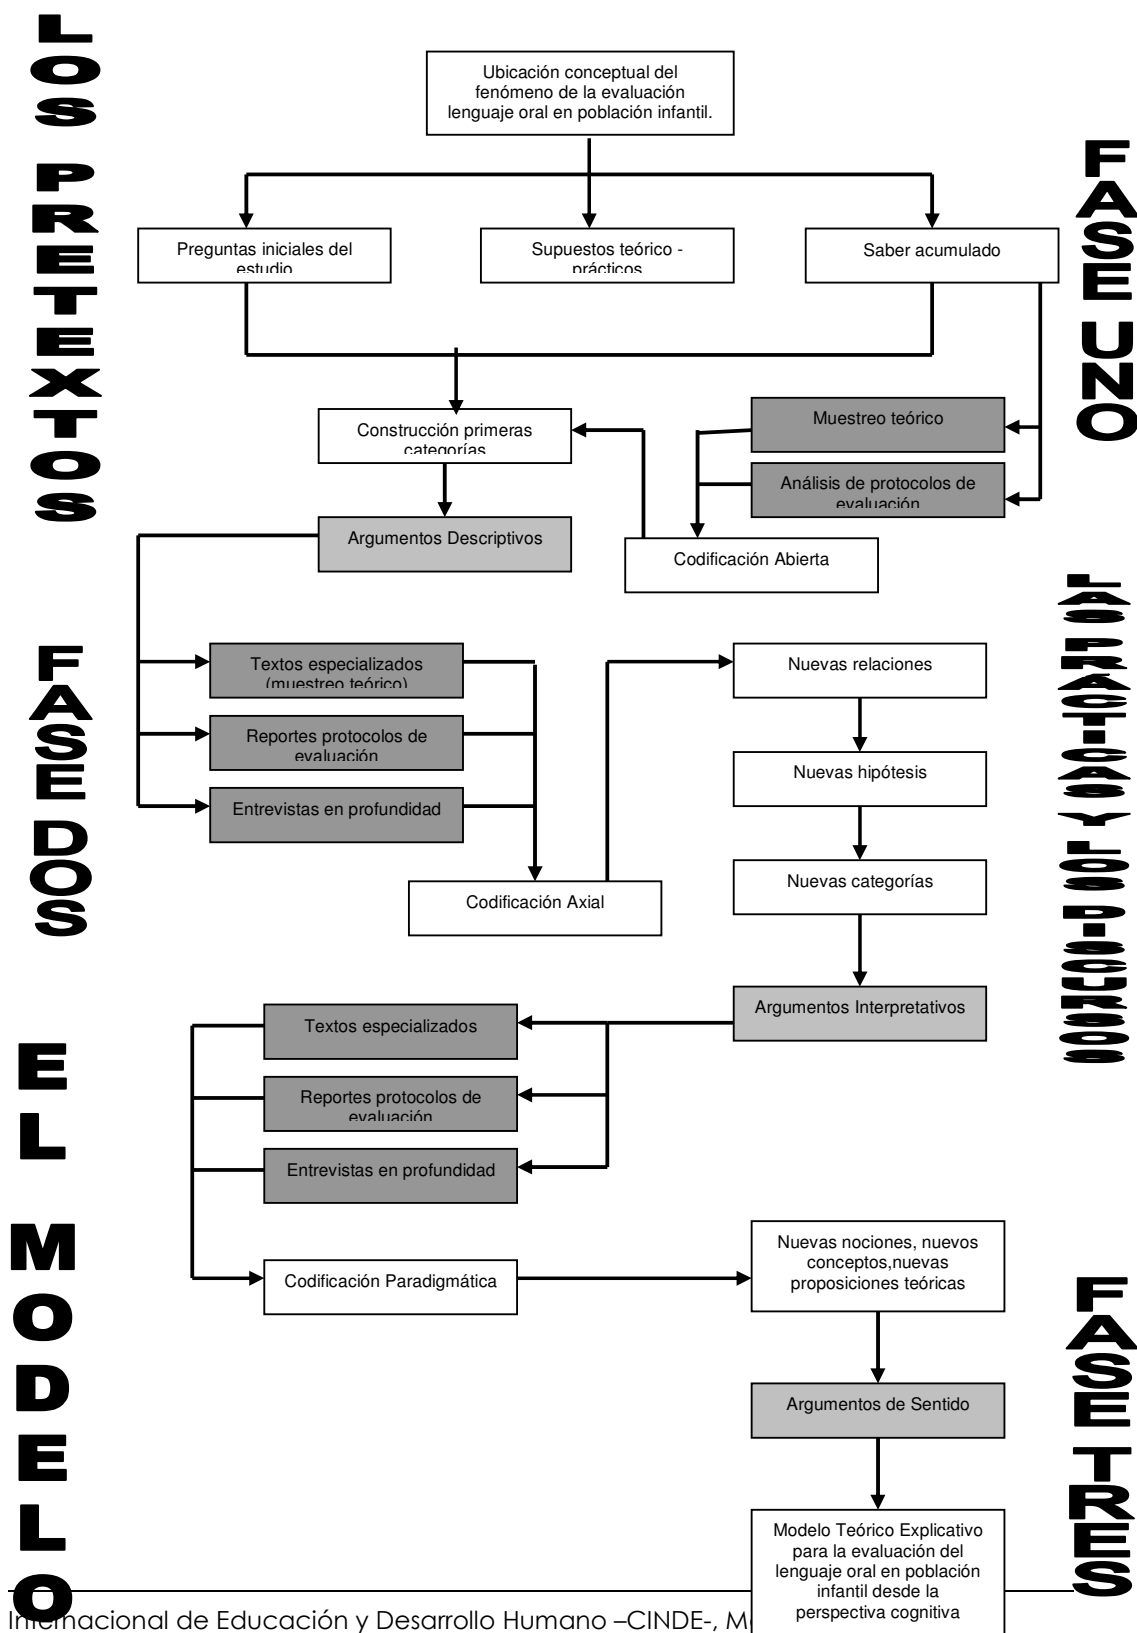 LOS PRETEXTOS
Ubicación conceptual del
fenómeno de la evaluación
lenguaje oral en población infantil.
FASE UNO
Preguntas iniciales del
estudio
Supuestos teórico -
prácticos
Saber acumulado
Construcción primeras
categorías
Muestreo teórico
Análisis de protocolos de
evaluación
Argumentos Descriptivos
Codificación Abierta
FASE DOS
LAS PRÁCTICAS Y LOS DISCURSOS
Textos especializados
(muestreo teórico)
Reportes protocolos de
evaluación
Entrevistas en profundidad
Nuevas relaciones
Nuevas hipótesis
Nuevas categorías
Codificación Axial
Argumentos Interpretativos
EL MODELO
Textos especializados
Reportes protocolos de
evaluación
Entrevistas en profundidad
Codificación Paradigmática
Nuevas nociones, nuevos
conceptos,nuevas
proposiciones teóricas
FASE TRES
Argumentos de Sentido
Modelo Teórico Explicativo
para la evaluación del
lenguaje oral en población
infantil desde la
perspectiva cognitiva
Internacional de Educación y Desarrollo Humano –CINDE-,